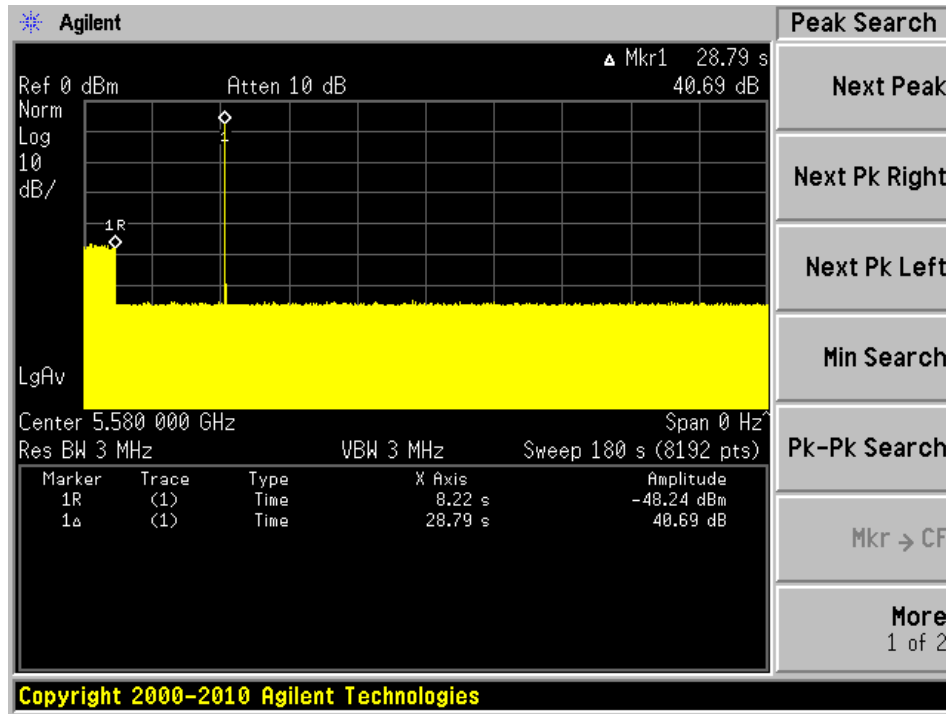 Agilent
Peak Search
▵ Mkr1 28.79 s
Ref 0 dBm Atten 10 dB 40.69 dB
Norm
Log
10
dB/
1
1R
LgAv
Center 5.580 000 GHz Span 0 Hz^
Res BW 3 MHz VBW 3 MHz Sweep 180 s (8192 pts)
Marker Trace Type X Axis Amplitude
1R (1) Time 8.22 s -48.24 dBm
1▵ (1) Time 28.79 s 40.69 dB
Next Peak
Next Pk Right
Next Pk Left
Min Search
Pk-Pk Search
Mkr → CF
More
1 of 2
Copyright 2000-2010 Agilent Technologies